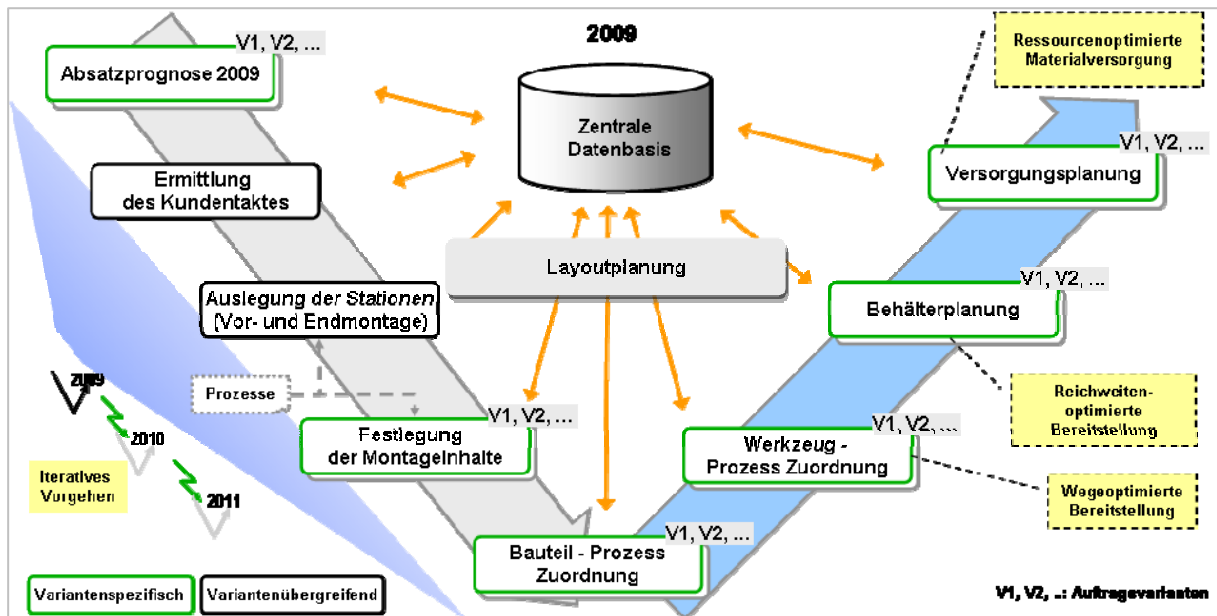 2009
V1, V2, ...
Absatzprognose 2009
Ermittlung
des Kundentaktes
Auslegung der Stationen
(Vor- und Endmontage)
Prozesse
V1, V2, ...
Festlegung
der Montageinhalte
V1, V2, ...
Bauteil - Prozess
Zuordnung
Zentrale
Datenbasis
Layoutplanung
V1, V2, ...
Werkzeug -
Prozess Zuordnung
V1, V2, ...
Behälterplanung
V1, V2, ...
Versorgungsplanung
Ressourcenoptimierte
Materialversorgung
Reichweiten-
optimierte
Bereitstellung
Wegeoptimierte
Bereitstellung
2009
2010
2011
Iteratives
Vorgehen
Variantenspezifisch
Variantenübergreifend
V1, V2, ..: Auftragsvarianten